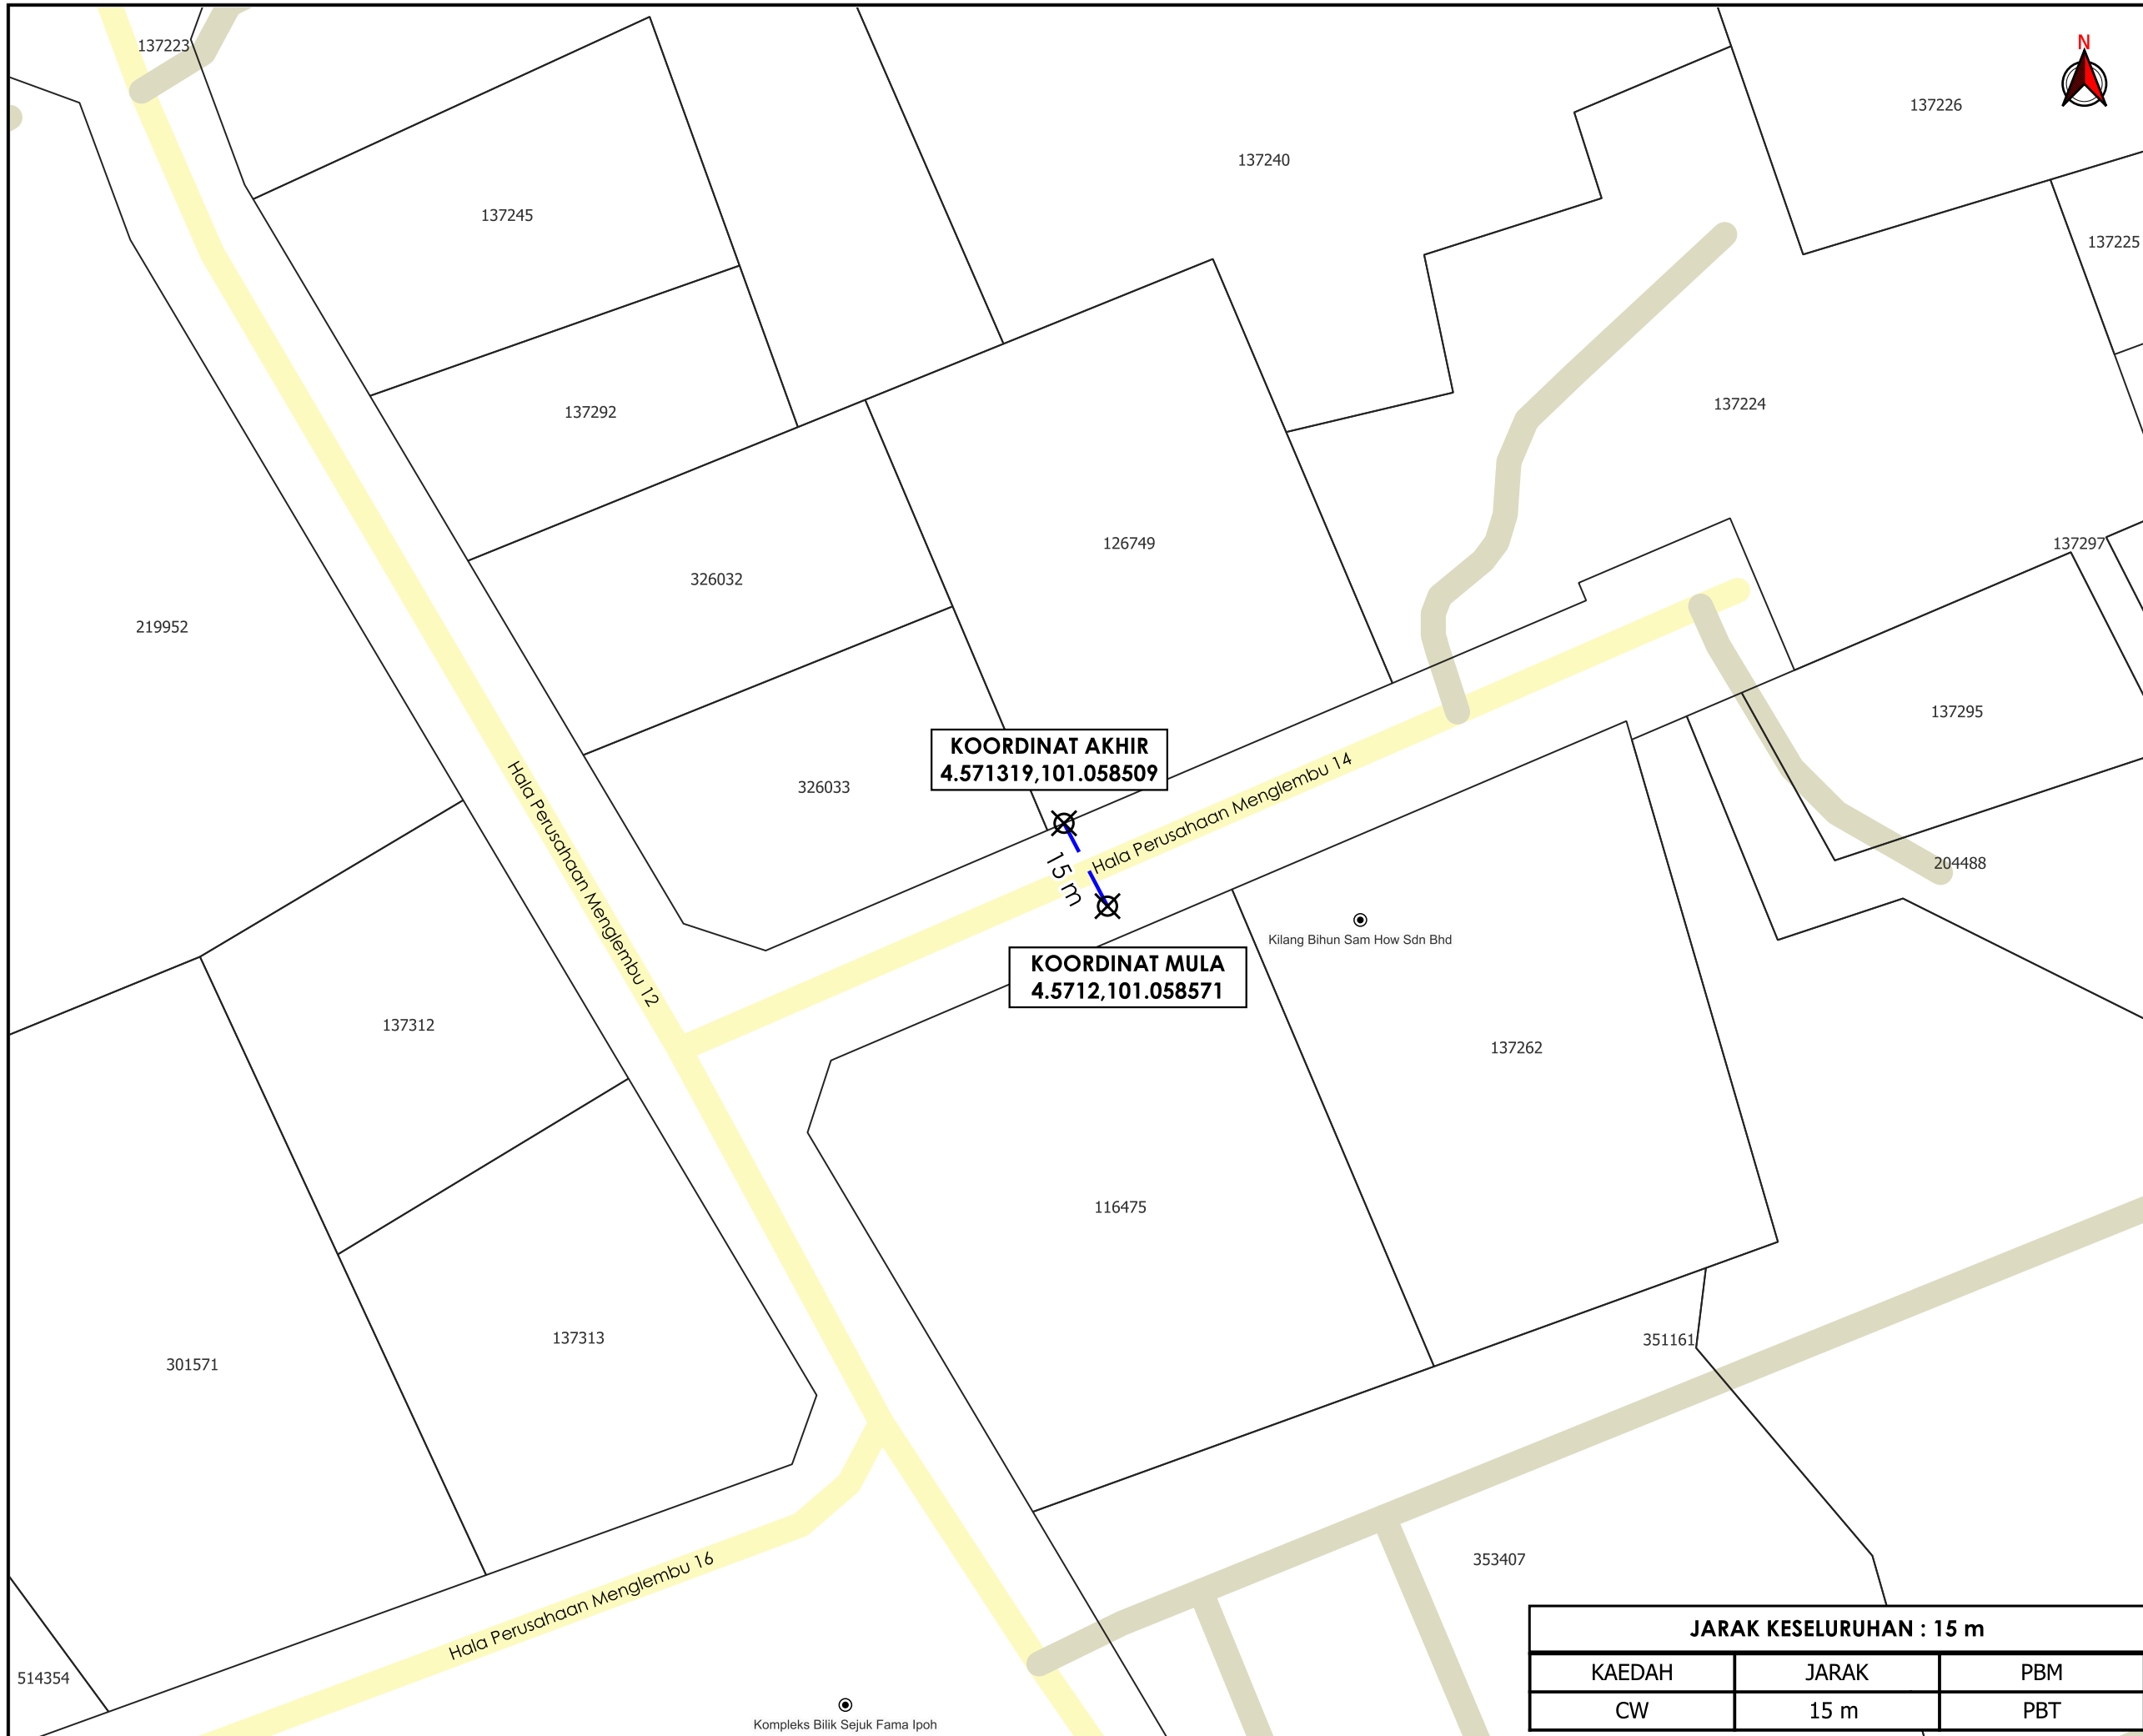 N
137223
137226
137240
137245
137225
137292
137224
126749
137297
326032
219952
137295
KOORDINAT AKHIR
4.571319,101.058509
326033
Hala Perusahaan Menglembu 14
Hala Perusahaan Menglembu 12
15 m
204488
Kilang Bihun Sam How Sdn Bhd
KOORDINAT MULA
4.5712,101.058571
137312
137262
116475
137313
351161
301571
353407
Hala Perusahaan Menglembu 16
514354
Kompleks Bilik Sejuk Fama Ipoh
JARAK KESELURUHAN : 15 m
KAEDAH JARAK PBM
CW 15 m PBT